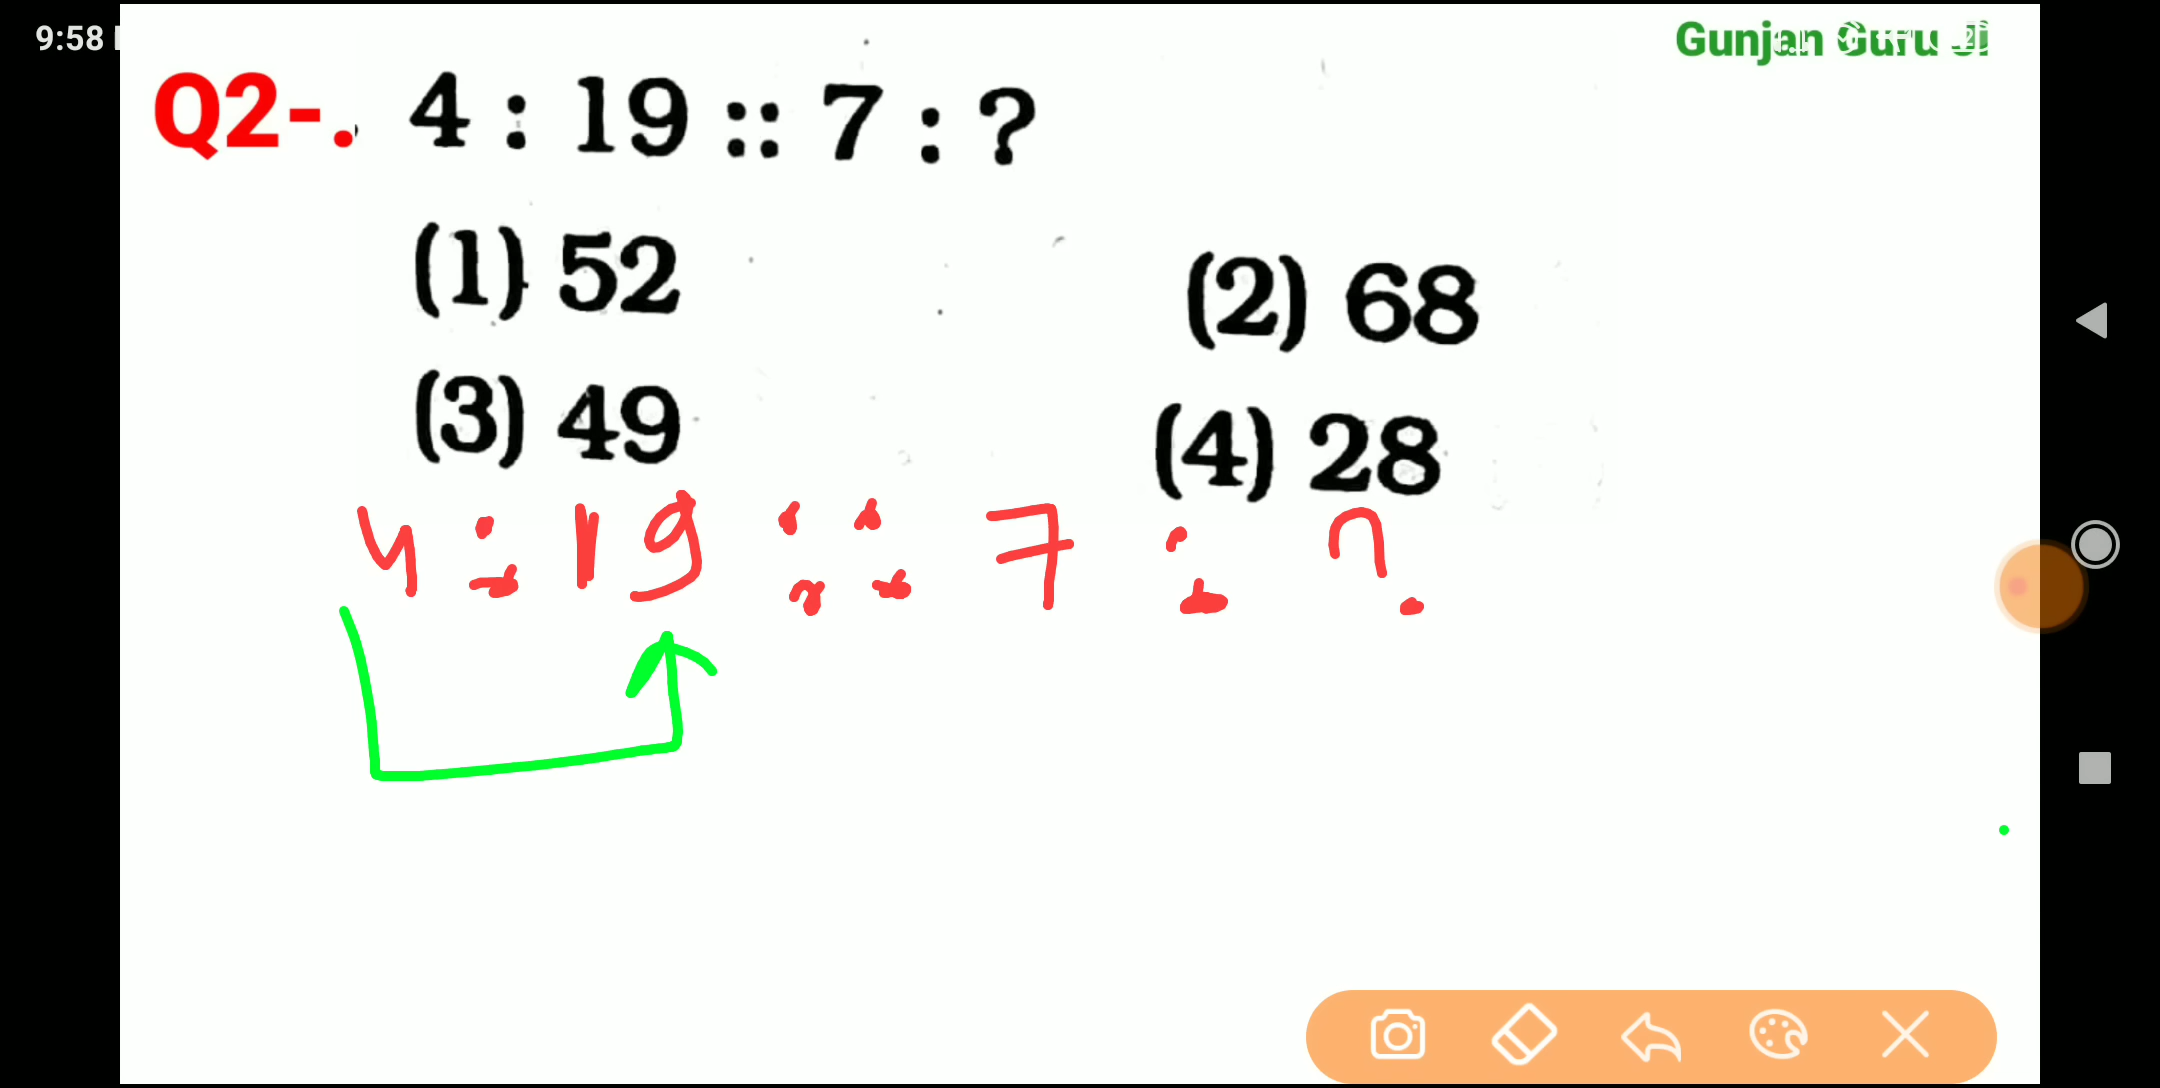 9:58
Gunjan Guru Ji
Q2-. 4 : 19 :: 7 : ?
(1) 52
(2) 68
(3) 49
(4) 28
4 : 19 :: 7 : ?